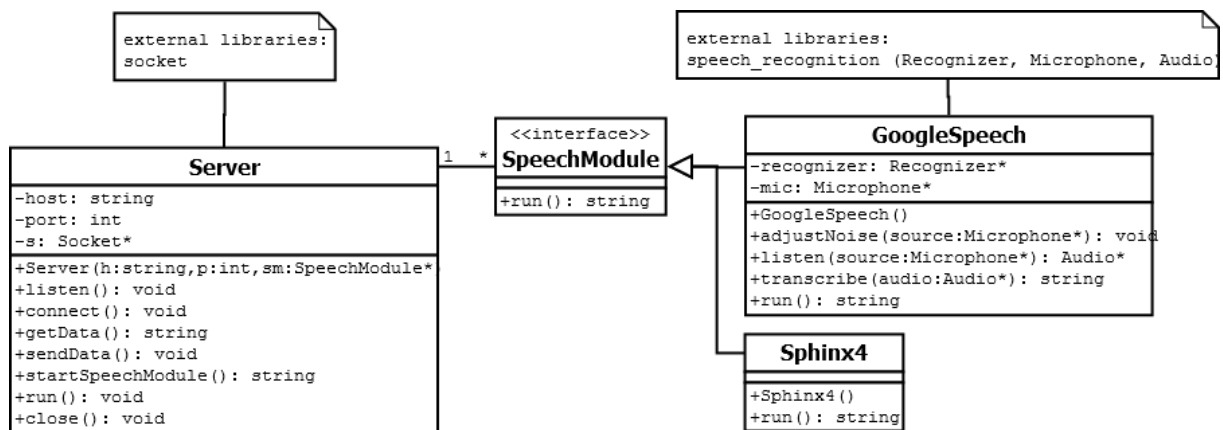 external libraries:
socket
external libraries:
speech_recognition (Recognizer, Microphone, Audio)
Server
-host: string
-port: int
-s: Socket*
+Server(h:string,p:int,sm:SpeechModule*
+listen(): void
+connect(): void
+getData(): string
+sendData(): void
+startSpeechModule(): string
+run(): void
+close(): void
1 *
<<interface>>
SpeechModule
+run(): string
GoogleSpeech
-recognizer: Recognizer*
-mic: Microphone*
+GoogleSpeech()
+adjustNoise(source:Microphone*): void
+listen(source:Microphone*): Audio*
+transcribe(audio:Audio*): string
+run(): string
Sphinx4
+Sphinx4()
+run(): string